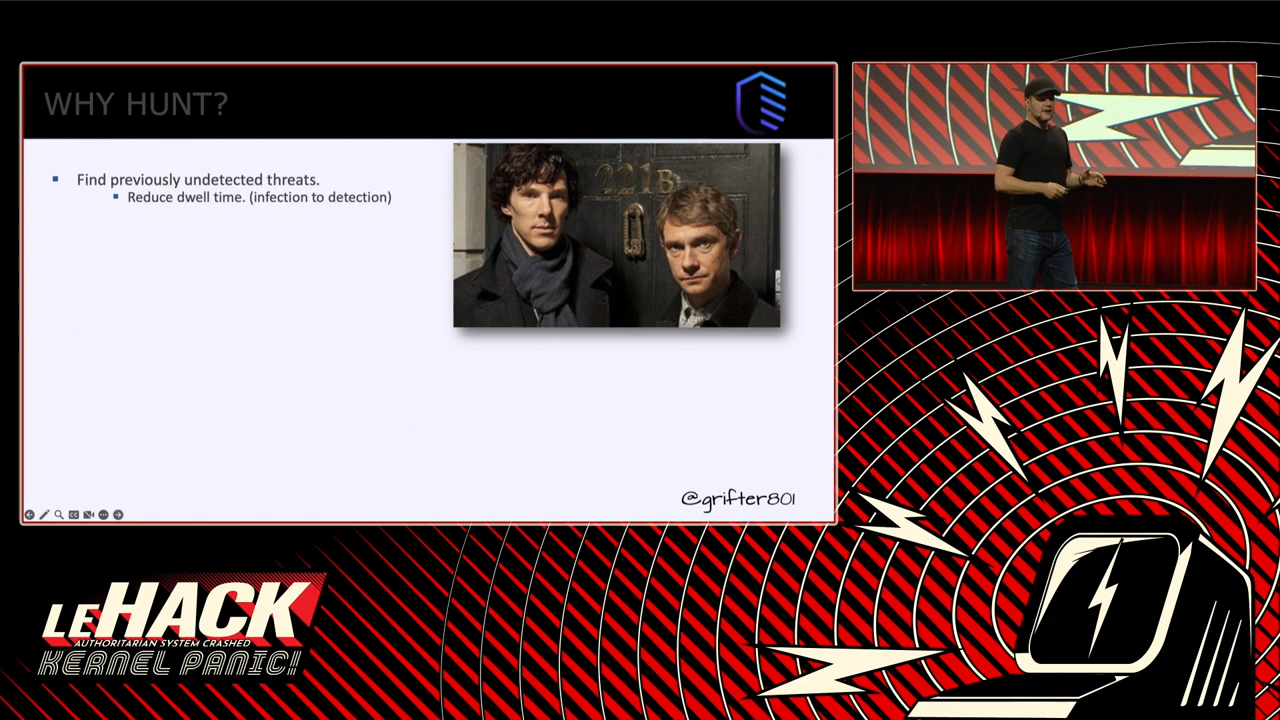 WHY HUNT?
Find previously undetected threats.
Reduce dwell time. (infection to detection)
221B
@grifter801
CC
LEHACK
AUTHORITARIAN SYSTEM CRASHED
KERNEL PANIC!